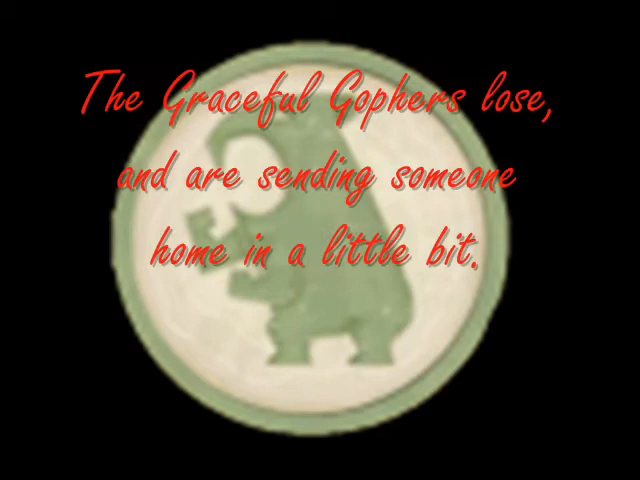 The Graceful Gophers lose,
and are sending someone
home in a little bit.